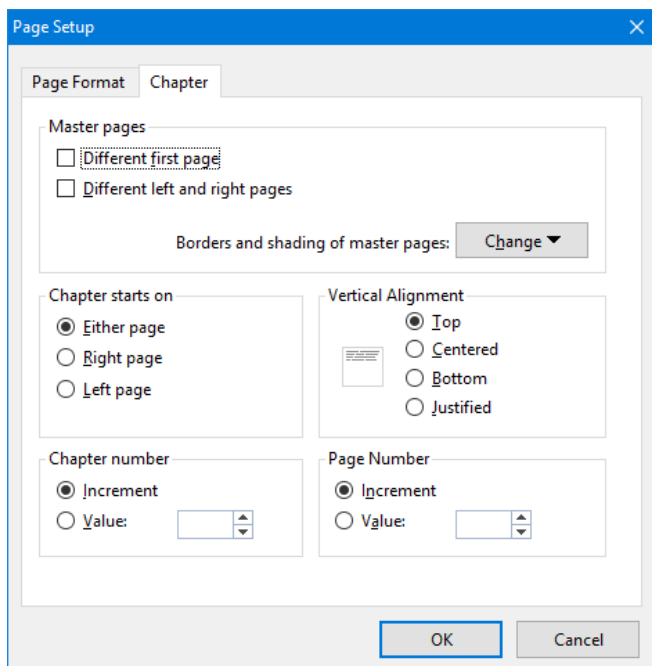 Page Setup
Page Format Chapter
Master pages
Different first page
Different left and right pages
Borders and shading of master pages: Change
Chapter starts on
Either page
Right page
Left page
Vertical Alignment
Top
Centered
Bottom
Justified
Chapter number
Increment
Value:
Page Number
Increment
Value:
OK Cancel